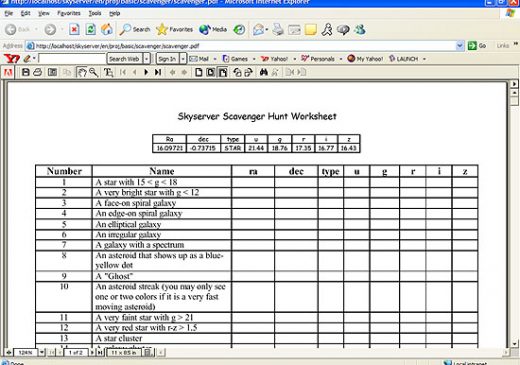 http://localhost/skyserver/en/proj/basic/scavenger/scavenger.pdf - Microsoft Internet Explorer
File Edit View Favorites Tools Help
Back Search Favorites Media
Address http://localhost/skyserver/en/proj/basic/scavenger/scavenger.pdf Go Links
Search Web Sign In Mail Games Yahoo! Personals My Yahoo! LAUNCH
Skyserver Scavenger Hunt Worksheet
Ra dec type u g r i z
16.09721 -0.73715 STAR 21.44 18.76 17.35 16.77 16.43
Number Name ra dec type u g r i z
1 A star with 15 < g < 18
2 A very bright star with g < 12
3 A face-on spiral galaxy
4 An edge-on spiral galaxy
5 An elliptical galaxy
6 An irregular galaxy
7 A galaxy with a spectrum
8 An asteroid that shows up as a blue-
yellow dot
9 A "Ghost"
10 An asteroid streak (you may only see
one or two colors if it is a very fast
moving asteroid)
11 A very faint star with g > 21
12 A very red star with r-z > 1.5
13 A star cluster
124% 1 of 2 11 x 8.5 in
Done Local intranet